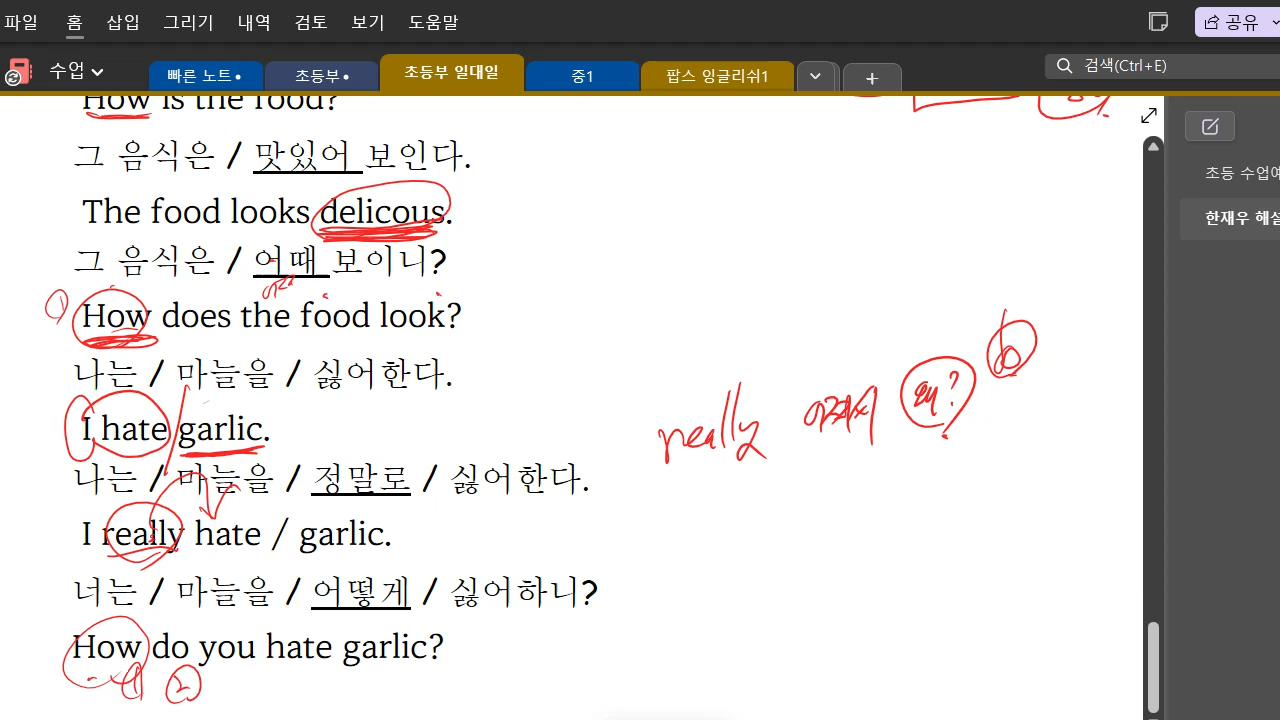 파일 홈 삽입 그리기 내역 검토 보기 도움말 공유
수업 빠른 노트 초등부 초등부 일대일 중1 팝스 잉글리쉬1 + 검색(Ctrl+E)
How is the food?
그 음식은 / 맛있어 보인다.
The food looks delicous.
그 음식은 / 어때 보이니?
① How does the food look?
나는 / 마늘을 / 싫어한다.
I hate garlic.
나는 / 마늘을 / 정말로 / 싫어한다.
I really hate / garlic.
너는 / 마늘을 / 어떻게 / 싫어하니?
How do you hate garlic?
②
really
초등 수업예
한재우 해설